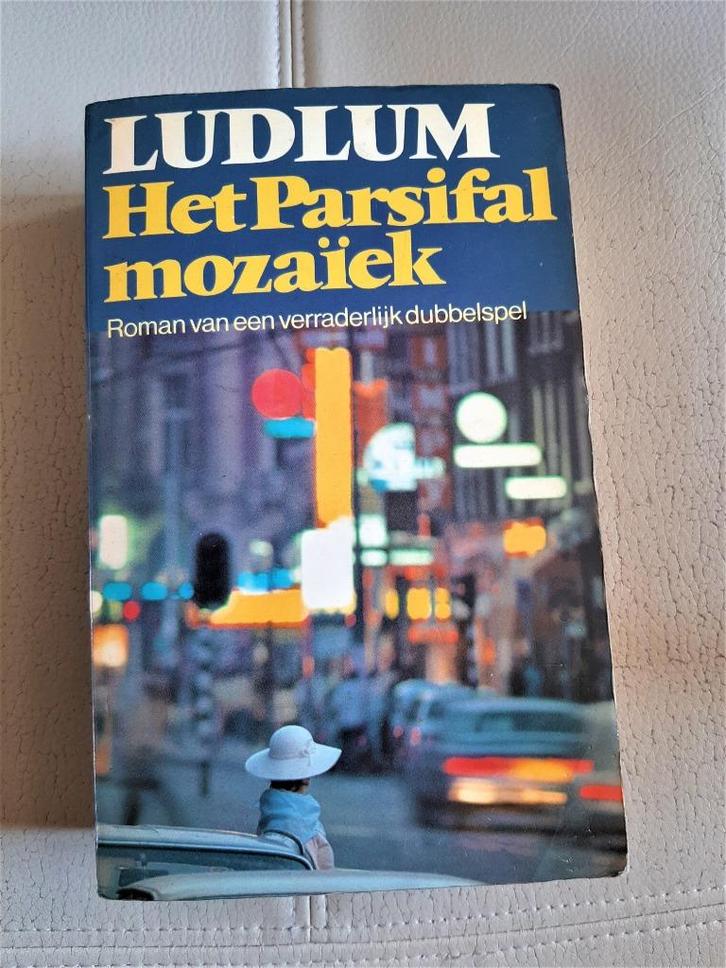 LUDLUM
Het Parsifal
mozaïek
Roman van een verraderlijk dubbelspel